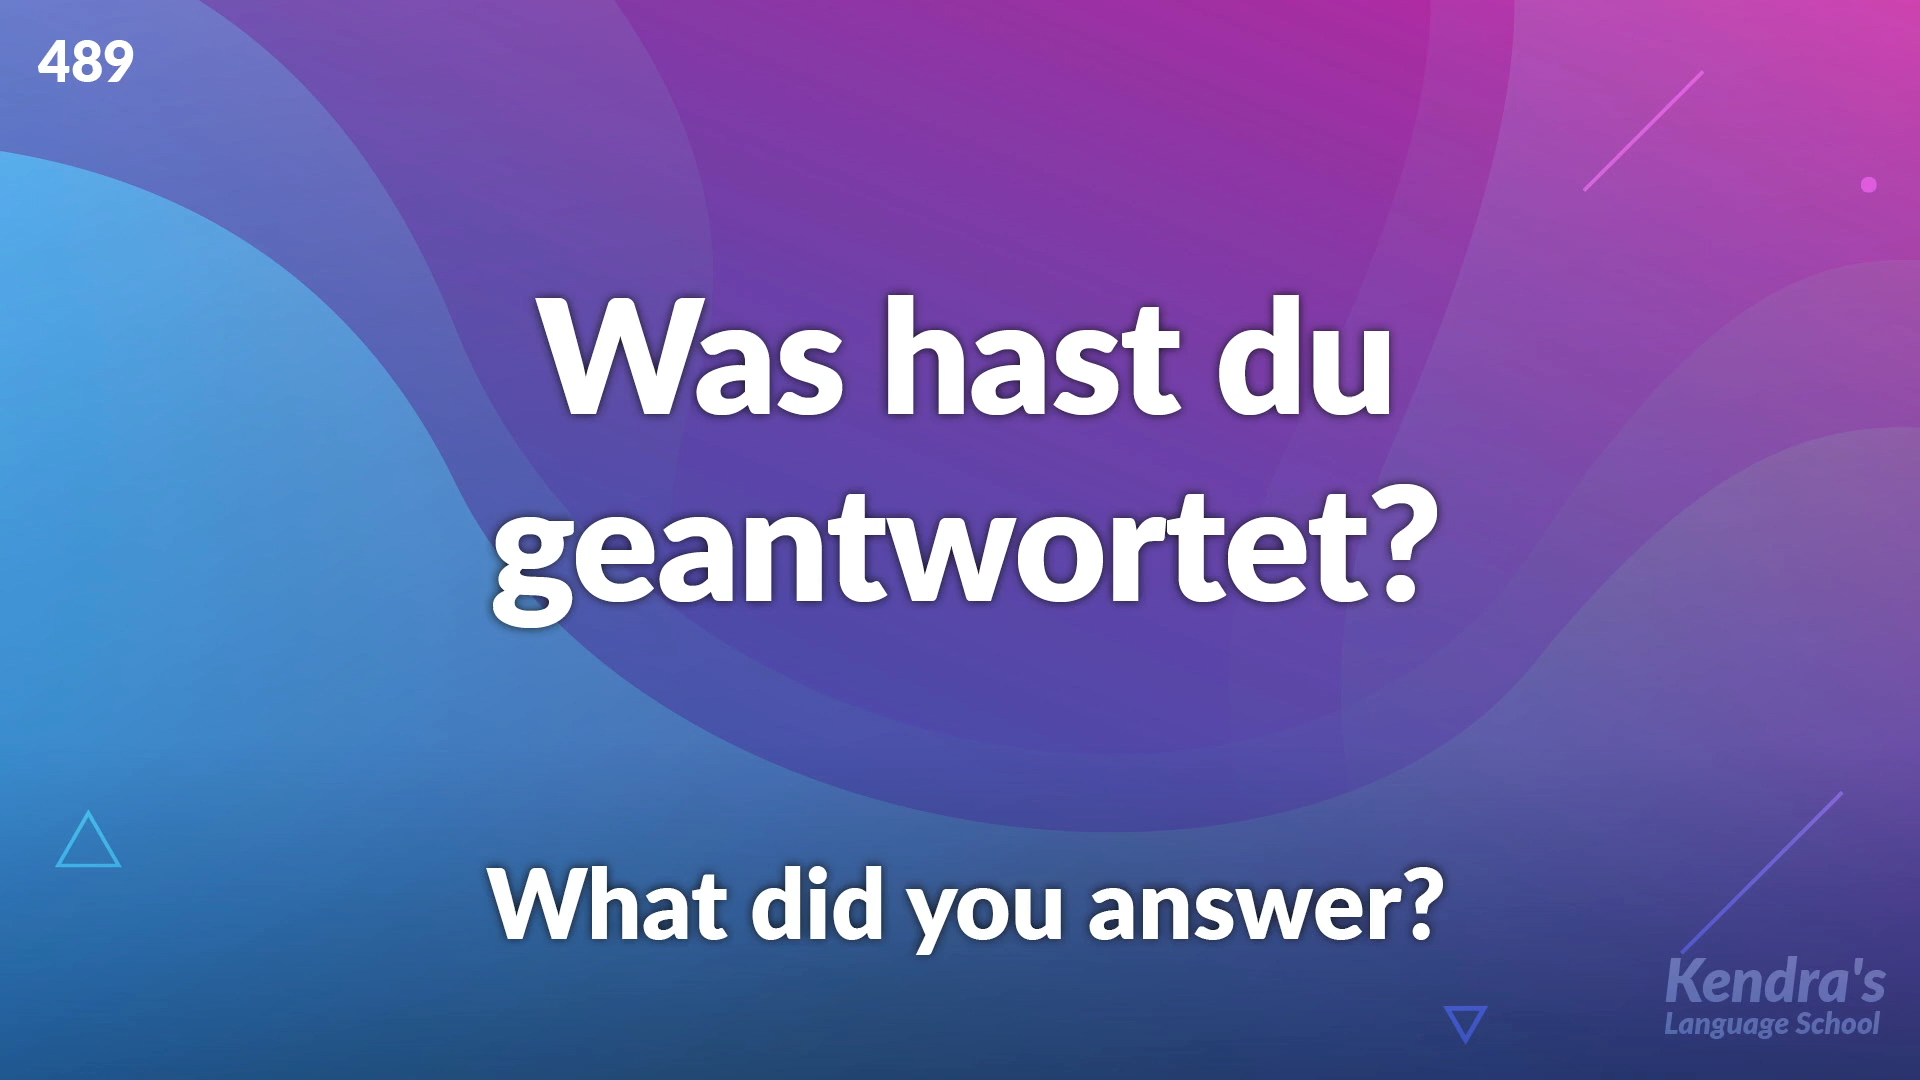 489
Was hast du
geantwortet?
What did you answer?
Kendra's
Language School